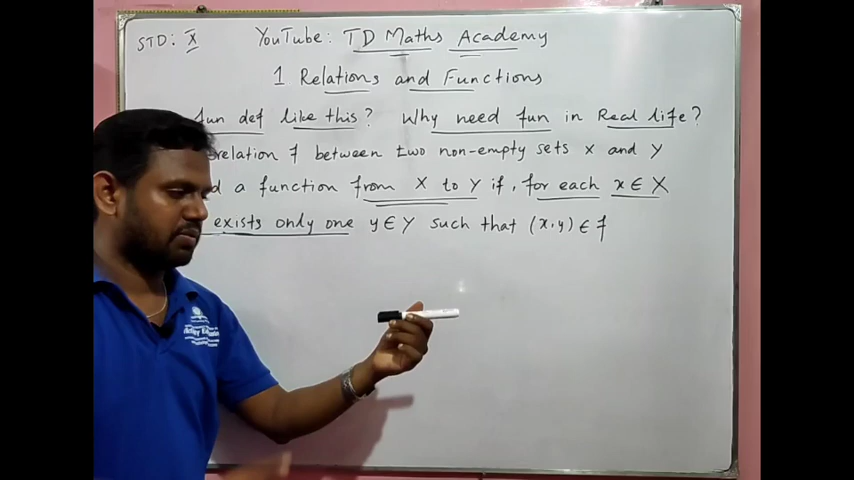 STD: X YouTube: TD Maths Academy
1 Relations and Functions
fun def like this? Why need fun in Real life?
relation f between two non-empty sets X and Y
d a function from X to Y if, for each x ∈ X
exists only one y ∈ Y such that (x,y) ∈ f